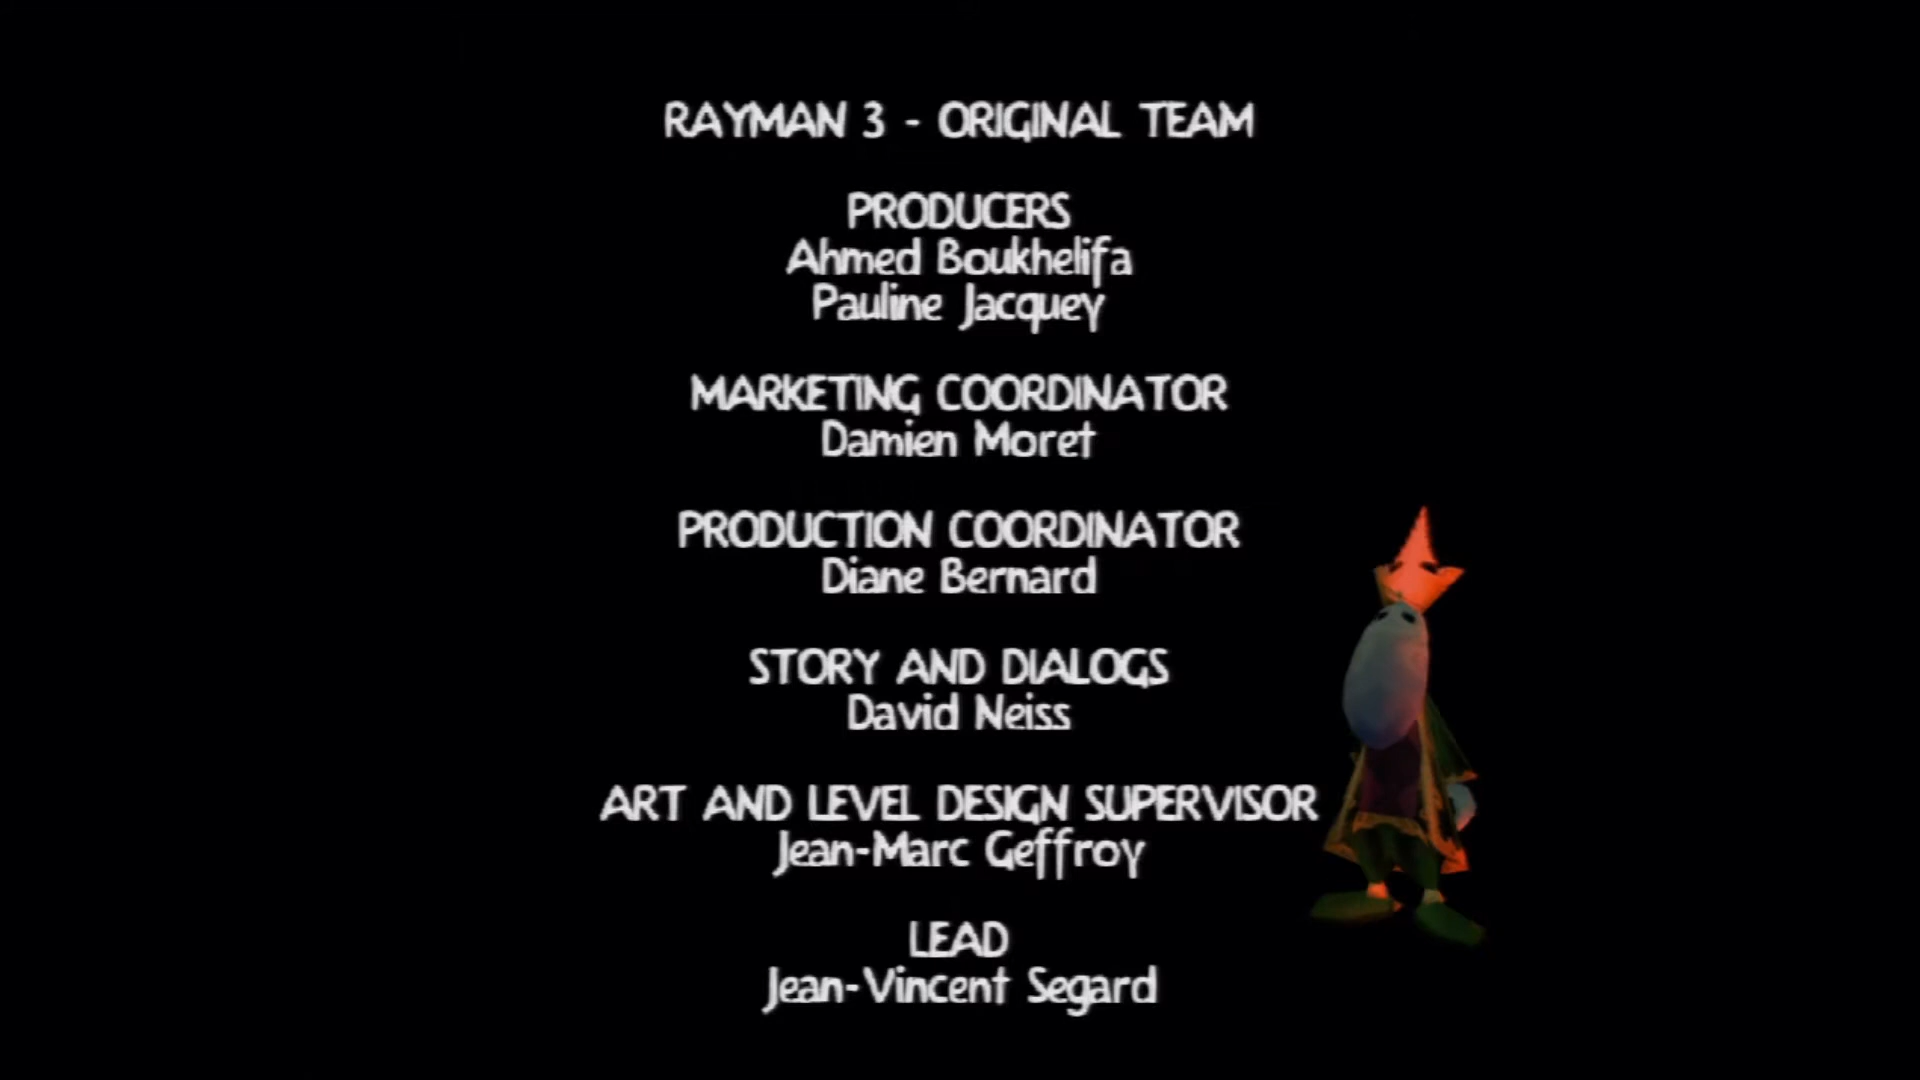 RAYMAN 3 - ORIGINAL TEAM
PRODUCERS
Ahmed Boukhelifa
Pauline Jacquey
MARKETING COORDINATOR
Damien Moret
PRODUCTION COORDINATOR
Diane Bernard
STORY AND DIALOGS
David Neiss
ART AND LEVEL DESIGN SUPERVISOR
Jean-Marc Geffroy
LEAD
Jean-Vincent Segard